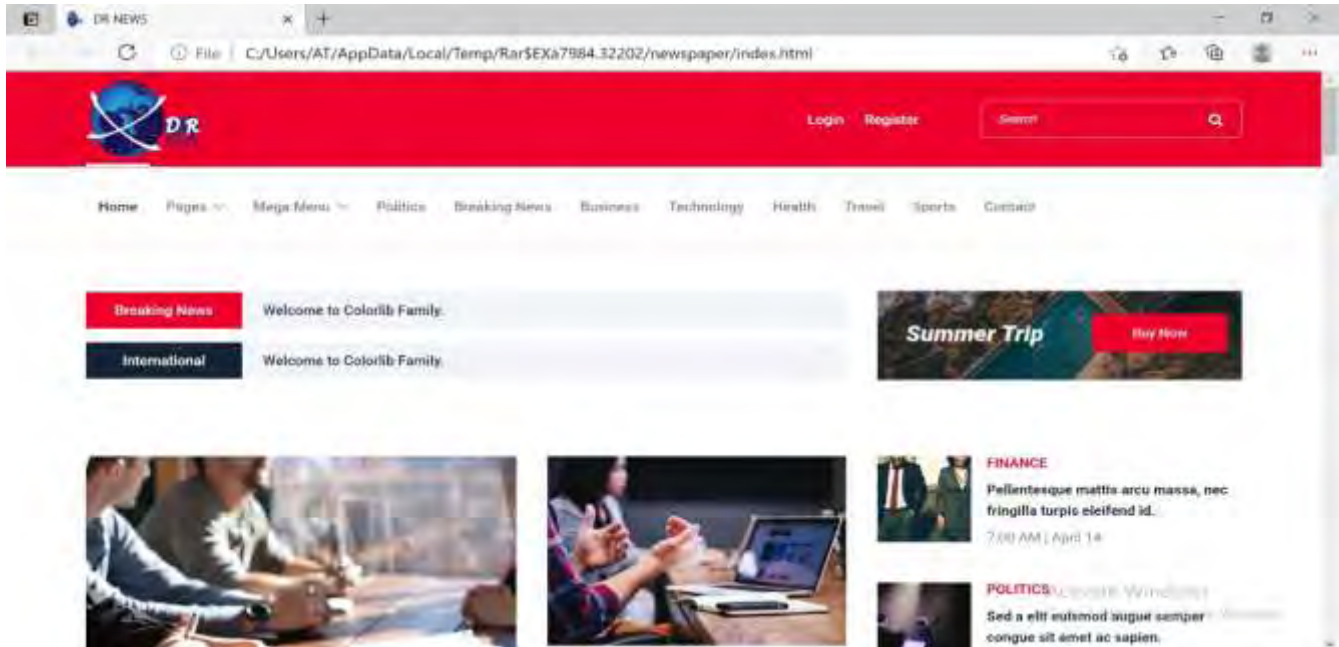 DR NEWS
File
C:/Users/AT/AppData/Local/Temp/Rar$EXa7984.32202/newspaper/index.html
DR
Login Register Search
Home Pages Mega Menu Politics Breaking News Business Technology Health Travel Sports Contact
Breaking News Welcome to Colorlib Family.
International Welcome to Colorlib Family.
Summer Trip Buy Now
FINANCE
Pellentesque mattis arcu massa, nec
fringilla turpis eleifend id.
7:00 AM | April 14
POLITICS
Activate Windows
Sed a elit euismod augue semper
congue sit amet ac sapien.